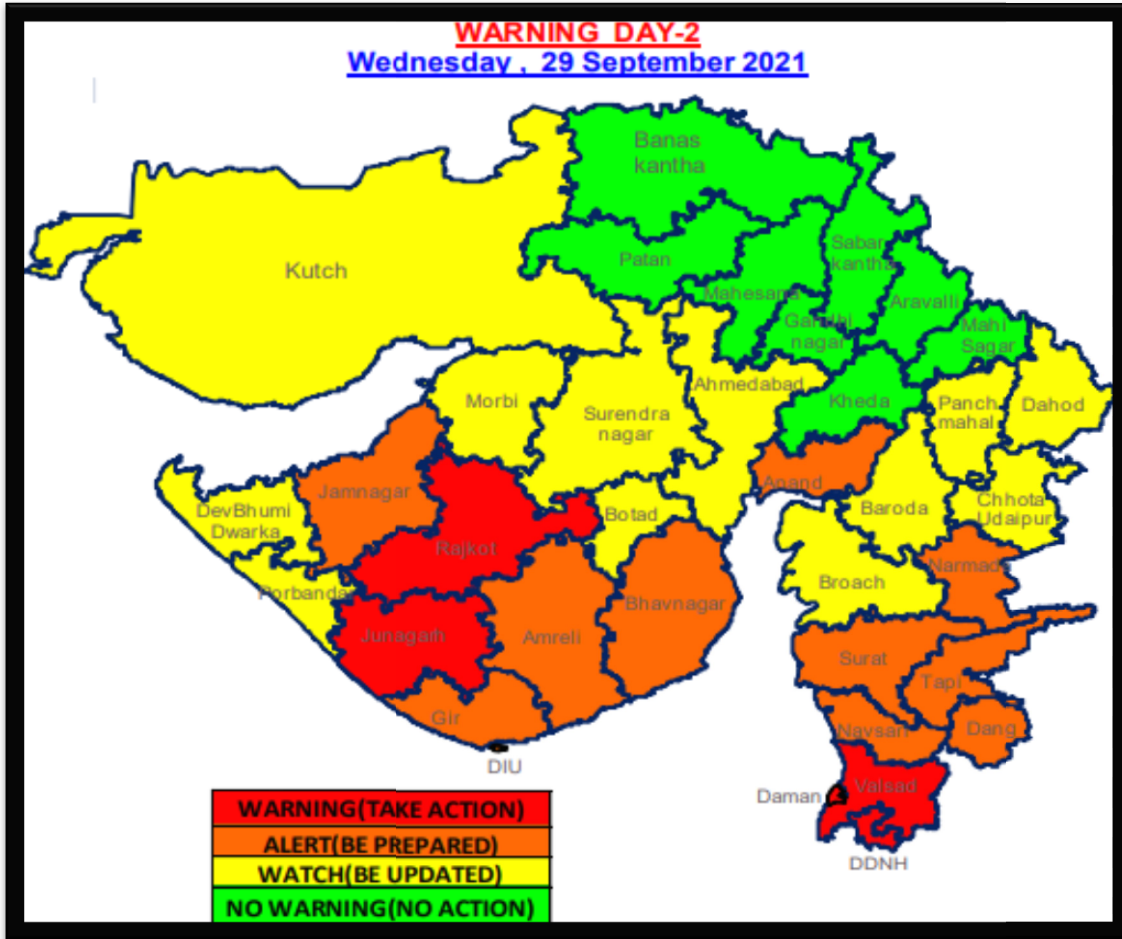 WARNING DAY-2
Wednesday , 29 September 2021
Banas
kantha
Sabar
kantha
Patan
Kutch
Mahesana
Aravalli
Gandhi
nagar
Mahi
Sagar
Ahmedabad
Morbi
Surendra
nagar
Kheda
Panch
mahal
Dahod
Jamnagar
Anand
DevBhumi
Dwarka
Botad
Baroda
Chhota
Udaipur
Rajkot
Narmada
Broach
Porbandar
Bhavnagar
Junagarh
Amreli
Surat
Tapi
Gir
Navsari
Dang
DIU
Valsad
Daman
DDNH
WARNING(TAKE ACTION)
ALERT(BE PREPARED)
WATCH(BE UPDATED)
NO WARNING(NO ACTION)